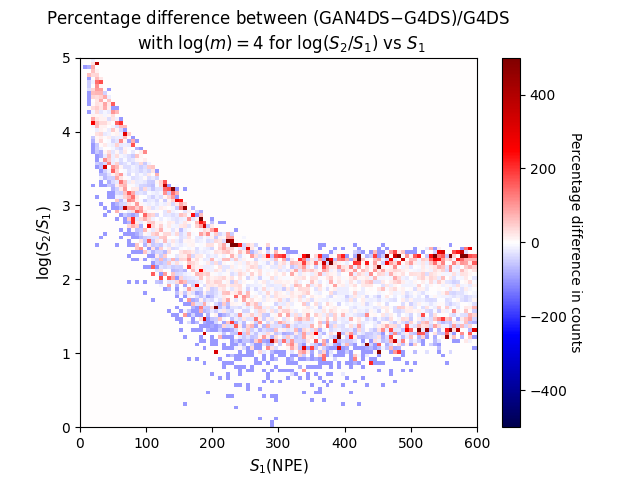 Percentage difference between (GAN4DS−G4DS)/G4DS
with log(m) = 4 for log(S₂/S₁) vs S₁
5
4
3
2
1
0
log(S₂/S₁)
0 100 200 300 400 500 600
S₁(NPE)
400
200
0
−200
−400
Percentage difference in counts